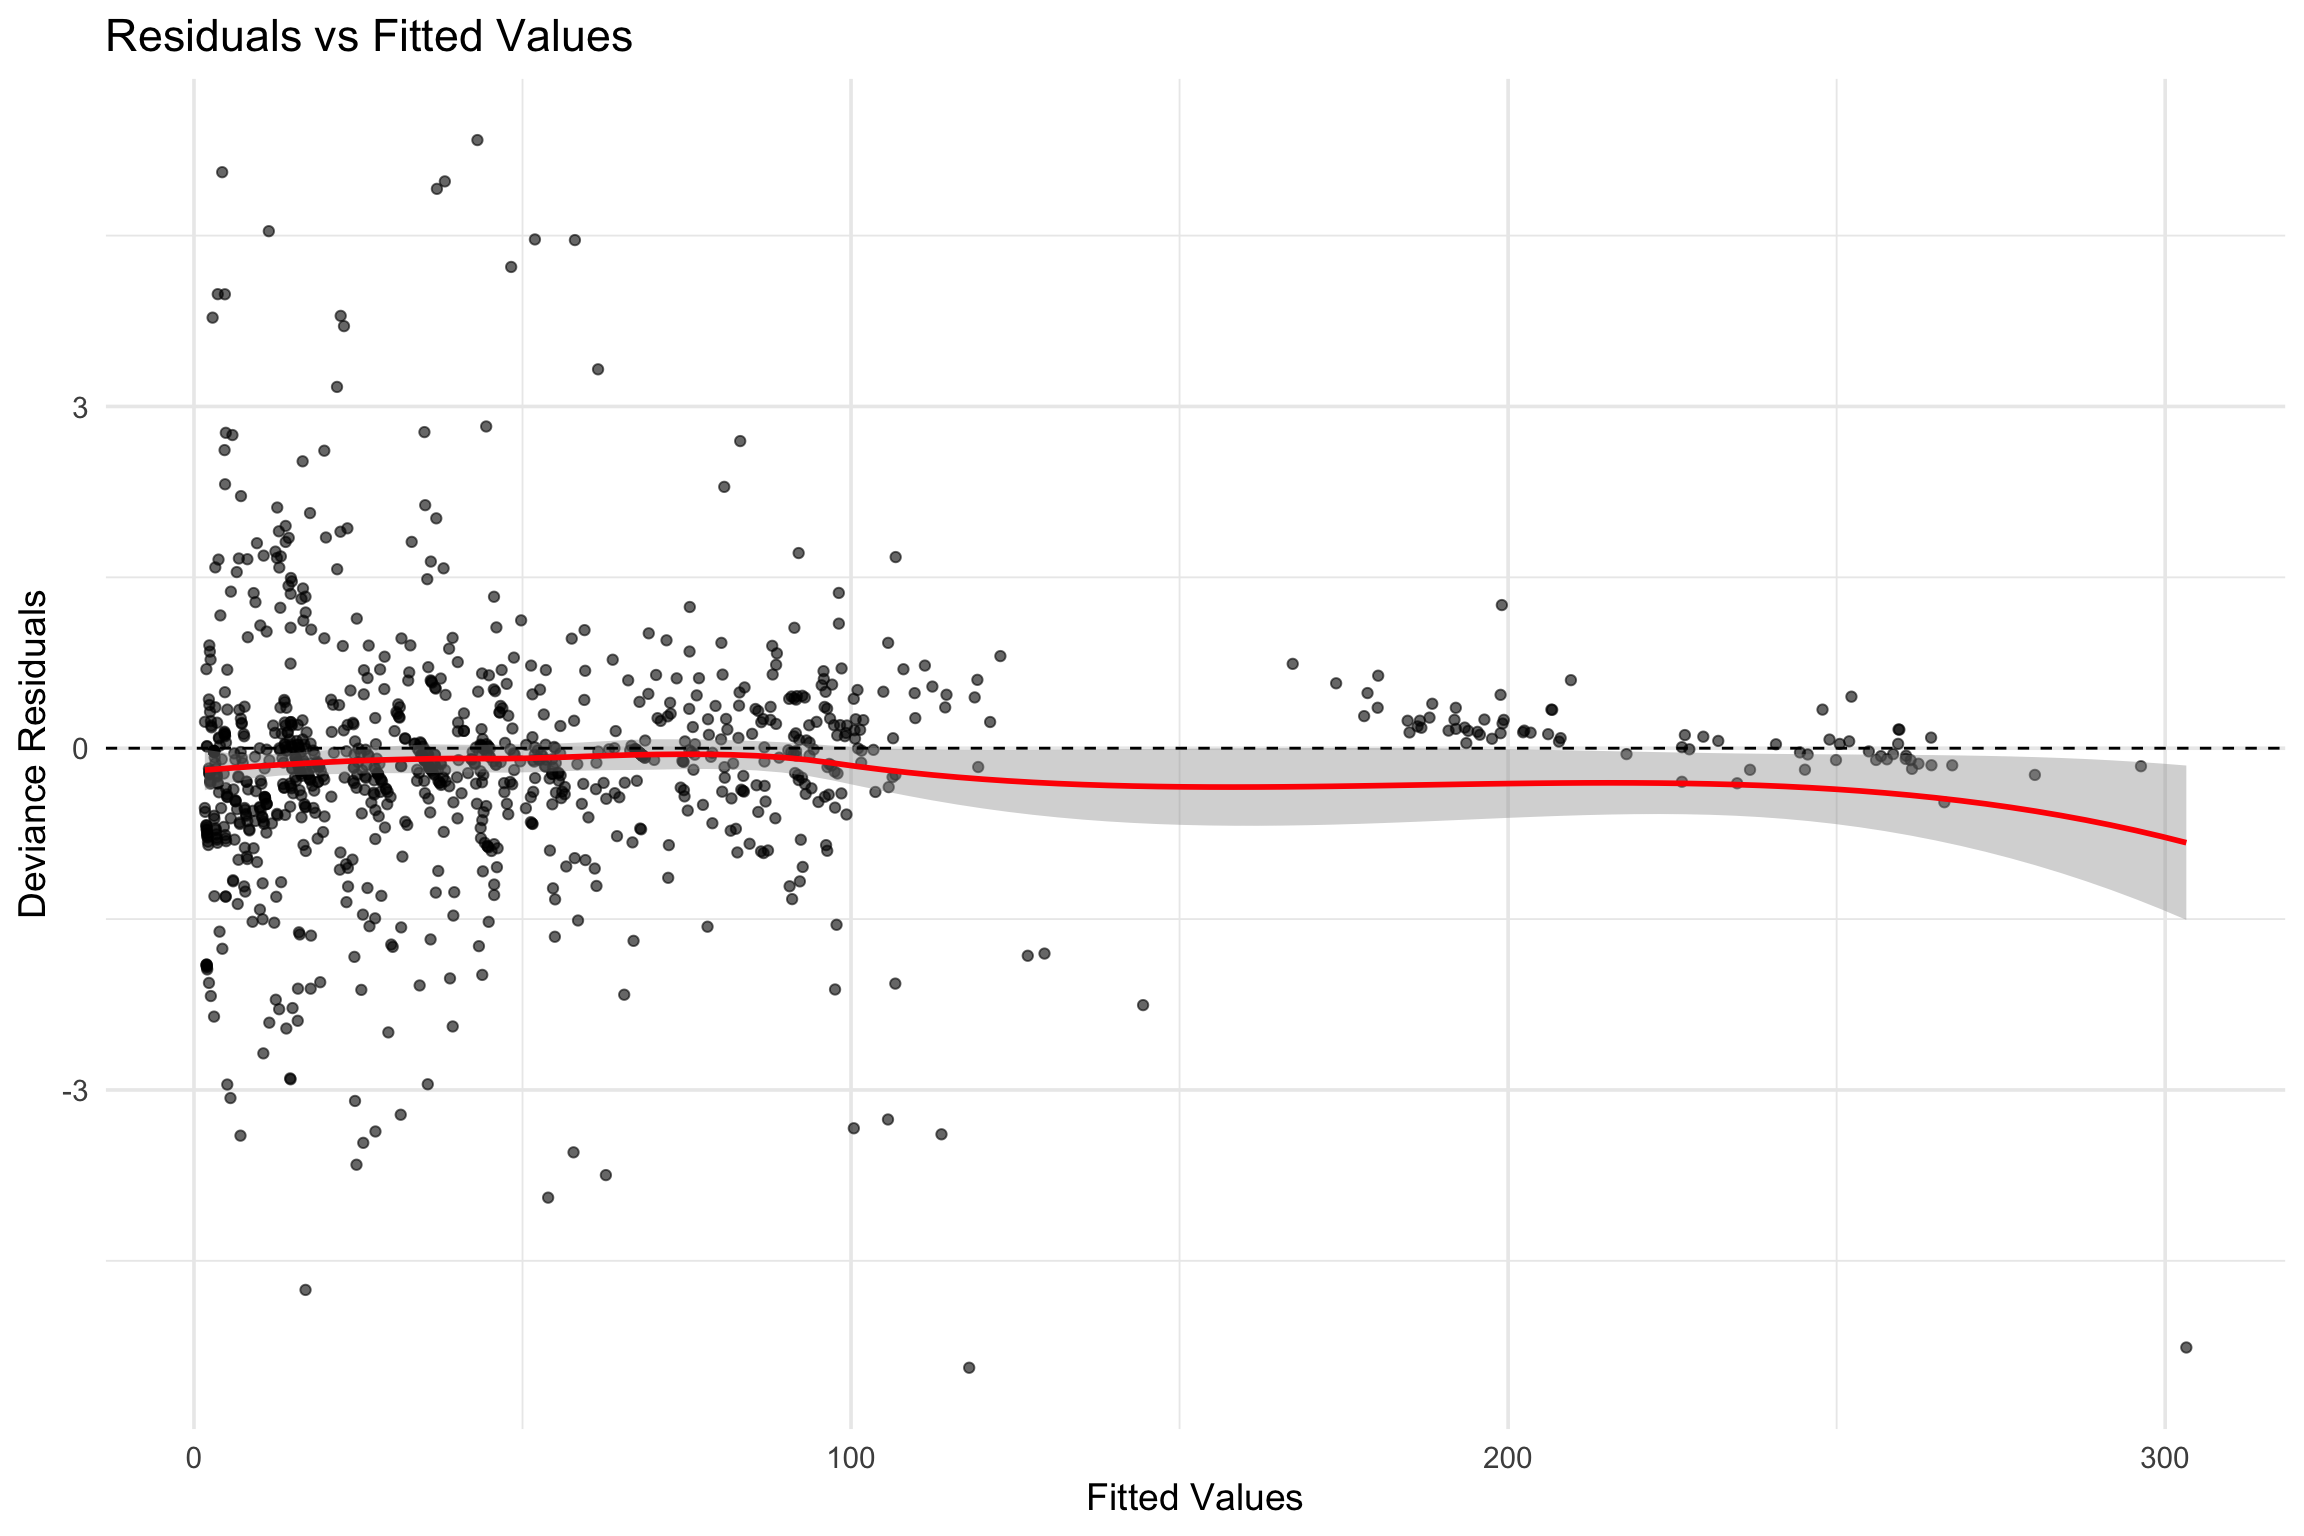 Residuals vs Fitted Values
Deviance Residuals
3
0
-3
0
100
200
300
Fitted Values